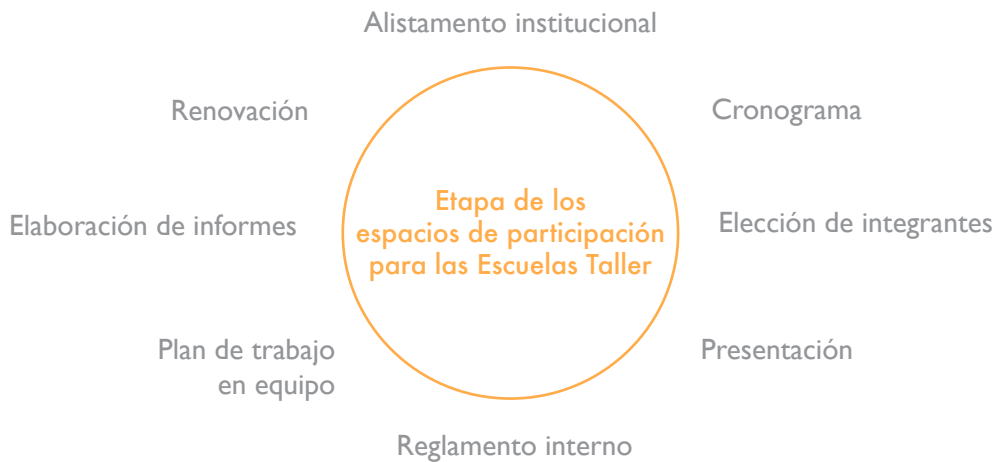 Alistamento institucional
Renovación
Cronograma
Etapa de los
espacios de participación
para las Escuelas Taller
Elaboración de informes
Elección de integrantes
Plan de trabajo
en equipo
Presentación
Reglamento interno